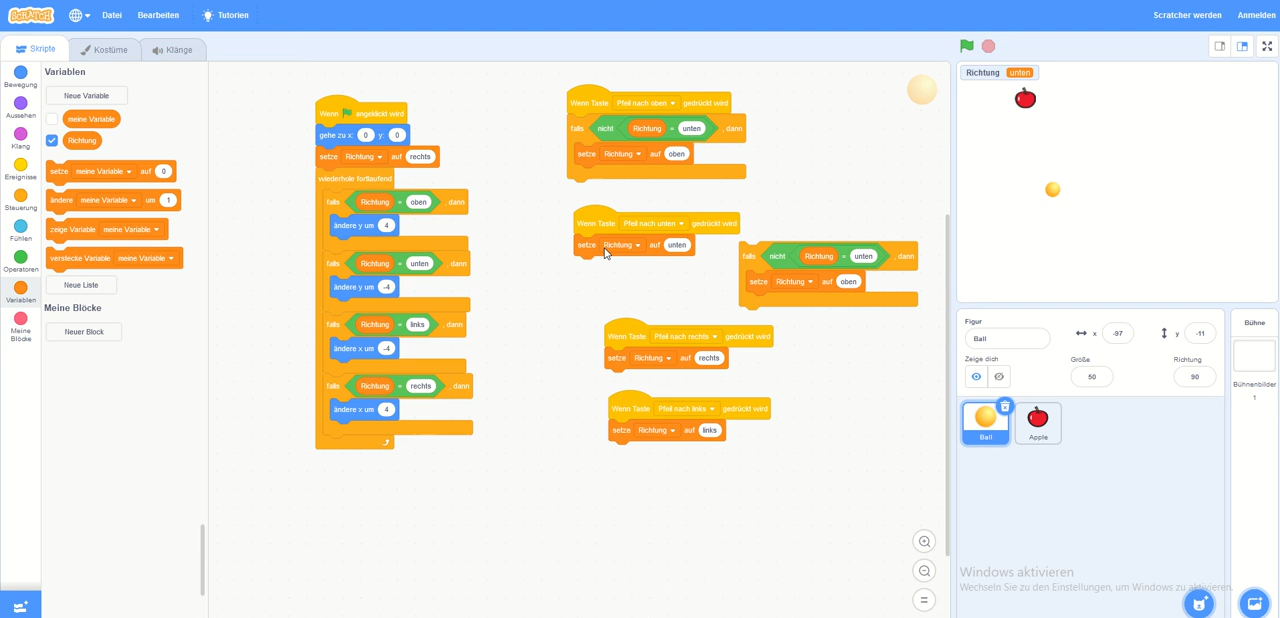 SCRATCH Datei Bearbeiten Tutorien Scratcher werden Anmelden
Skripte Kostüme Klänge
Bewegung
Aussehen
Klang
Ereignisse
Steuerung
Fühlen
Operatoren
Variablen
Meine
Blöcke
Variablen
Neue Variable
meine Variable
Richtung
setze meine Variable auf 0
ändere meine Variable um 1
zeige Variable meine Variable
verstecke Variable meine Variable
Neue Liste
Meine Blöcke
Neuer Block
Wenn angeklickt wird
gehe zu x: 0 y: 0
setze Richtung auf rechts
wiederhole fortlaufend
falls Richtung = oben , dann
ändere y um 4
falls Richtung = unten , dann
ändere y um -4
falls Richtung = links , dann
ändere x um -4
falls Richtung = rechts , dann
ändere x um 4
Wenn Taste Pfeil nach oben gedrückt wird
falls nicht Richtung = unten , dann
setze Richtung auf oben
Wenn Taste Pfeil nach unten gedrückt wird
setze Richtung auf unten
falls nicht Richtung = unten , dann
setze Richtung auf oben
Wenn Taste Pfeil nach rechts gedrückt wird
setze Richtung auf rechts
Wenn Taste Pfeil nach links gedrückt wird
setze Richtung auf links
Richtung unten
Figur
Ball
x -97 y -11
Zeige dich
Größe
50
Richtung
90
Ball
Apple
Bühne
Bühnenbilder
1
Windows aktivieren
Wechseln Sie zu den Einstellungen, um Windows zu aktivieren.